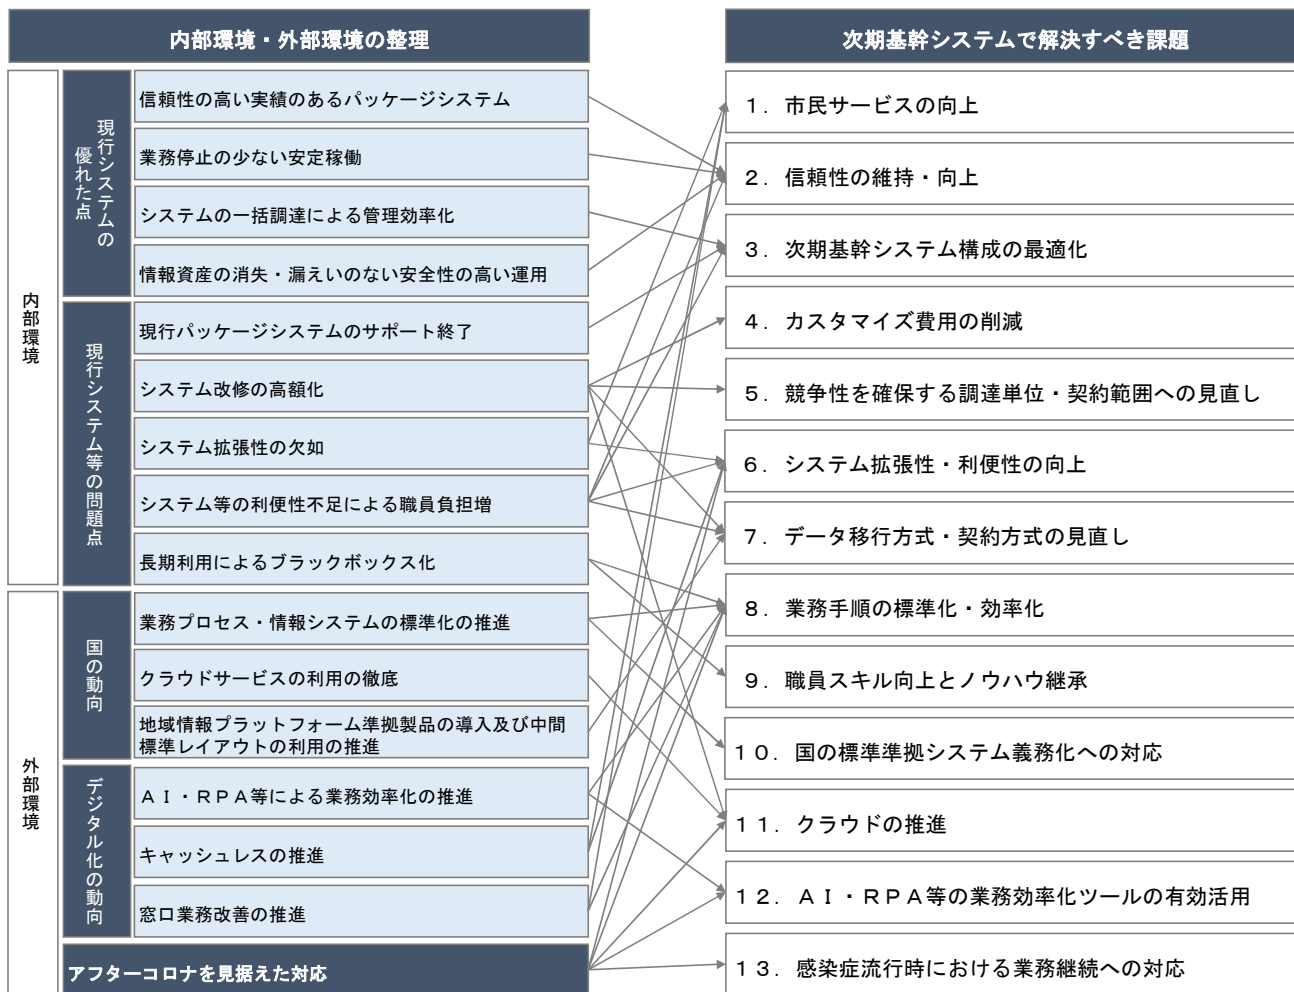 内部環境・外部環境の整理
内部環境
現行システムの
優れた点
信頼性の高い実績のあるパッケージシステム
業務停止の少ない安定稼働
システムの一括調達による管理効率化
情報資産の消失・漏えいのない安全性の高い運用
現行システム等の問題点
現行パッケージシステムのサポート終了
システム改修の高額化
システム拡張性の欠如
システム等の利便性不足による職員負担増
長期利用によるブラックボックス化
外部環境
国の動向
業務プロセス・情報システムの標準化の推進
クラウドサービスの利用の徹底
地域情報プラットフォーム準拠製品の導入及び中間
標準レイアウトの利用の推進
デジタル化の動向
ＡＩ・ＲＰＡ等による業務効率化の推進
キャッシュレスの推進
窓口業務改善の推進
アフターコロナを見据えた対応
次期基幹システムで解決すべき課題
１．市民サービスの向上
２．信頼性の維持・向上
３．次期基幹システム構成の最適化
４．カスタマイズ費用の削減
５．競争性を確保する調達単位・契約範囲への見直し
６．システム拡張性・利便性の向上
７．データ移行方式・契約方式の見直し
８．業務手順の標準化・効率化
９．職員スキル向上とノウハウ継承
１０．国の標準準拠システム義務化への対応
１１．クラウドの推進
１２．ＡＩ・ＲＰＡ等の業務効率化ツールの有効活用
１３．感染症流行時における業務継続への対応